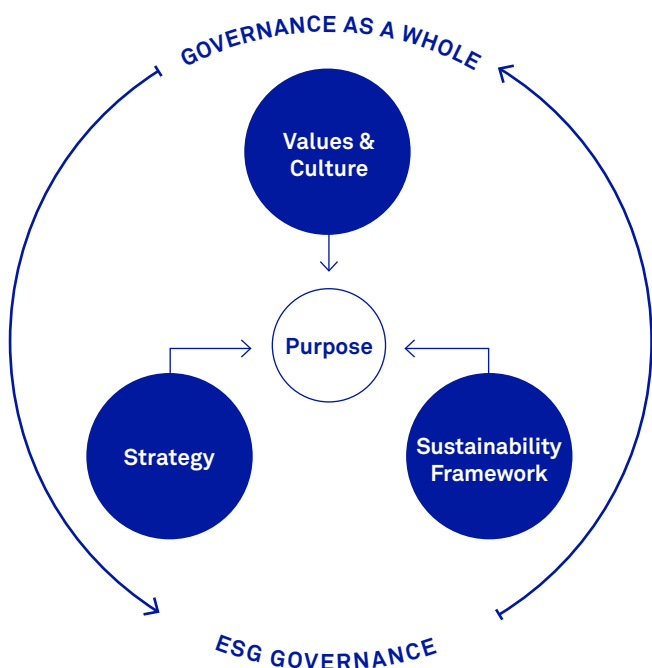 GOVERNANCE AS A WHOLE
Values &
Culture
Purpose
Strategy
Sustainability
Framework
ESG GOVERNANCE